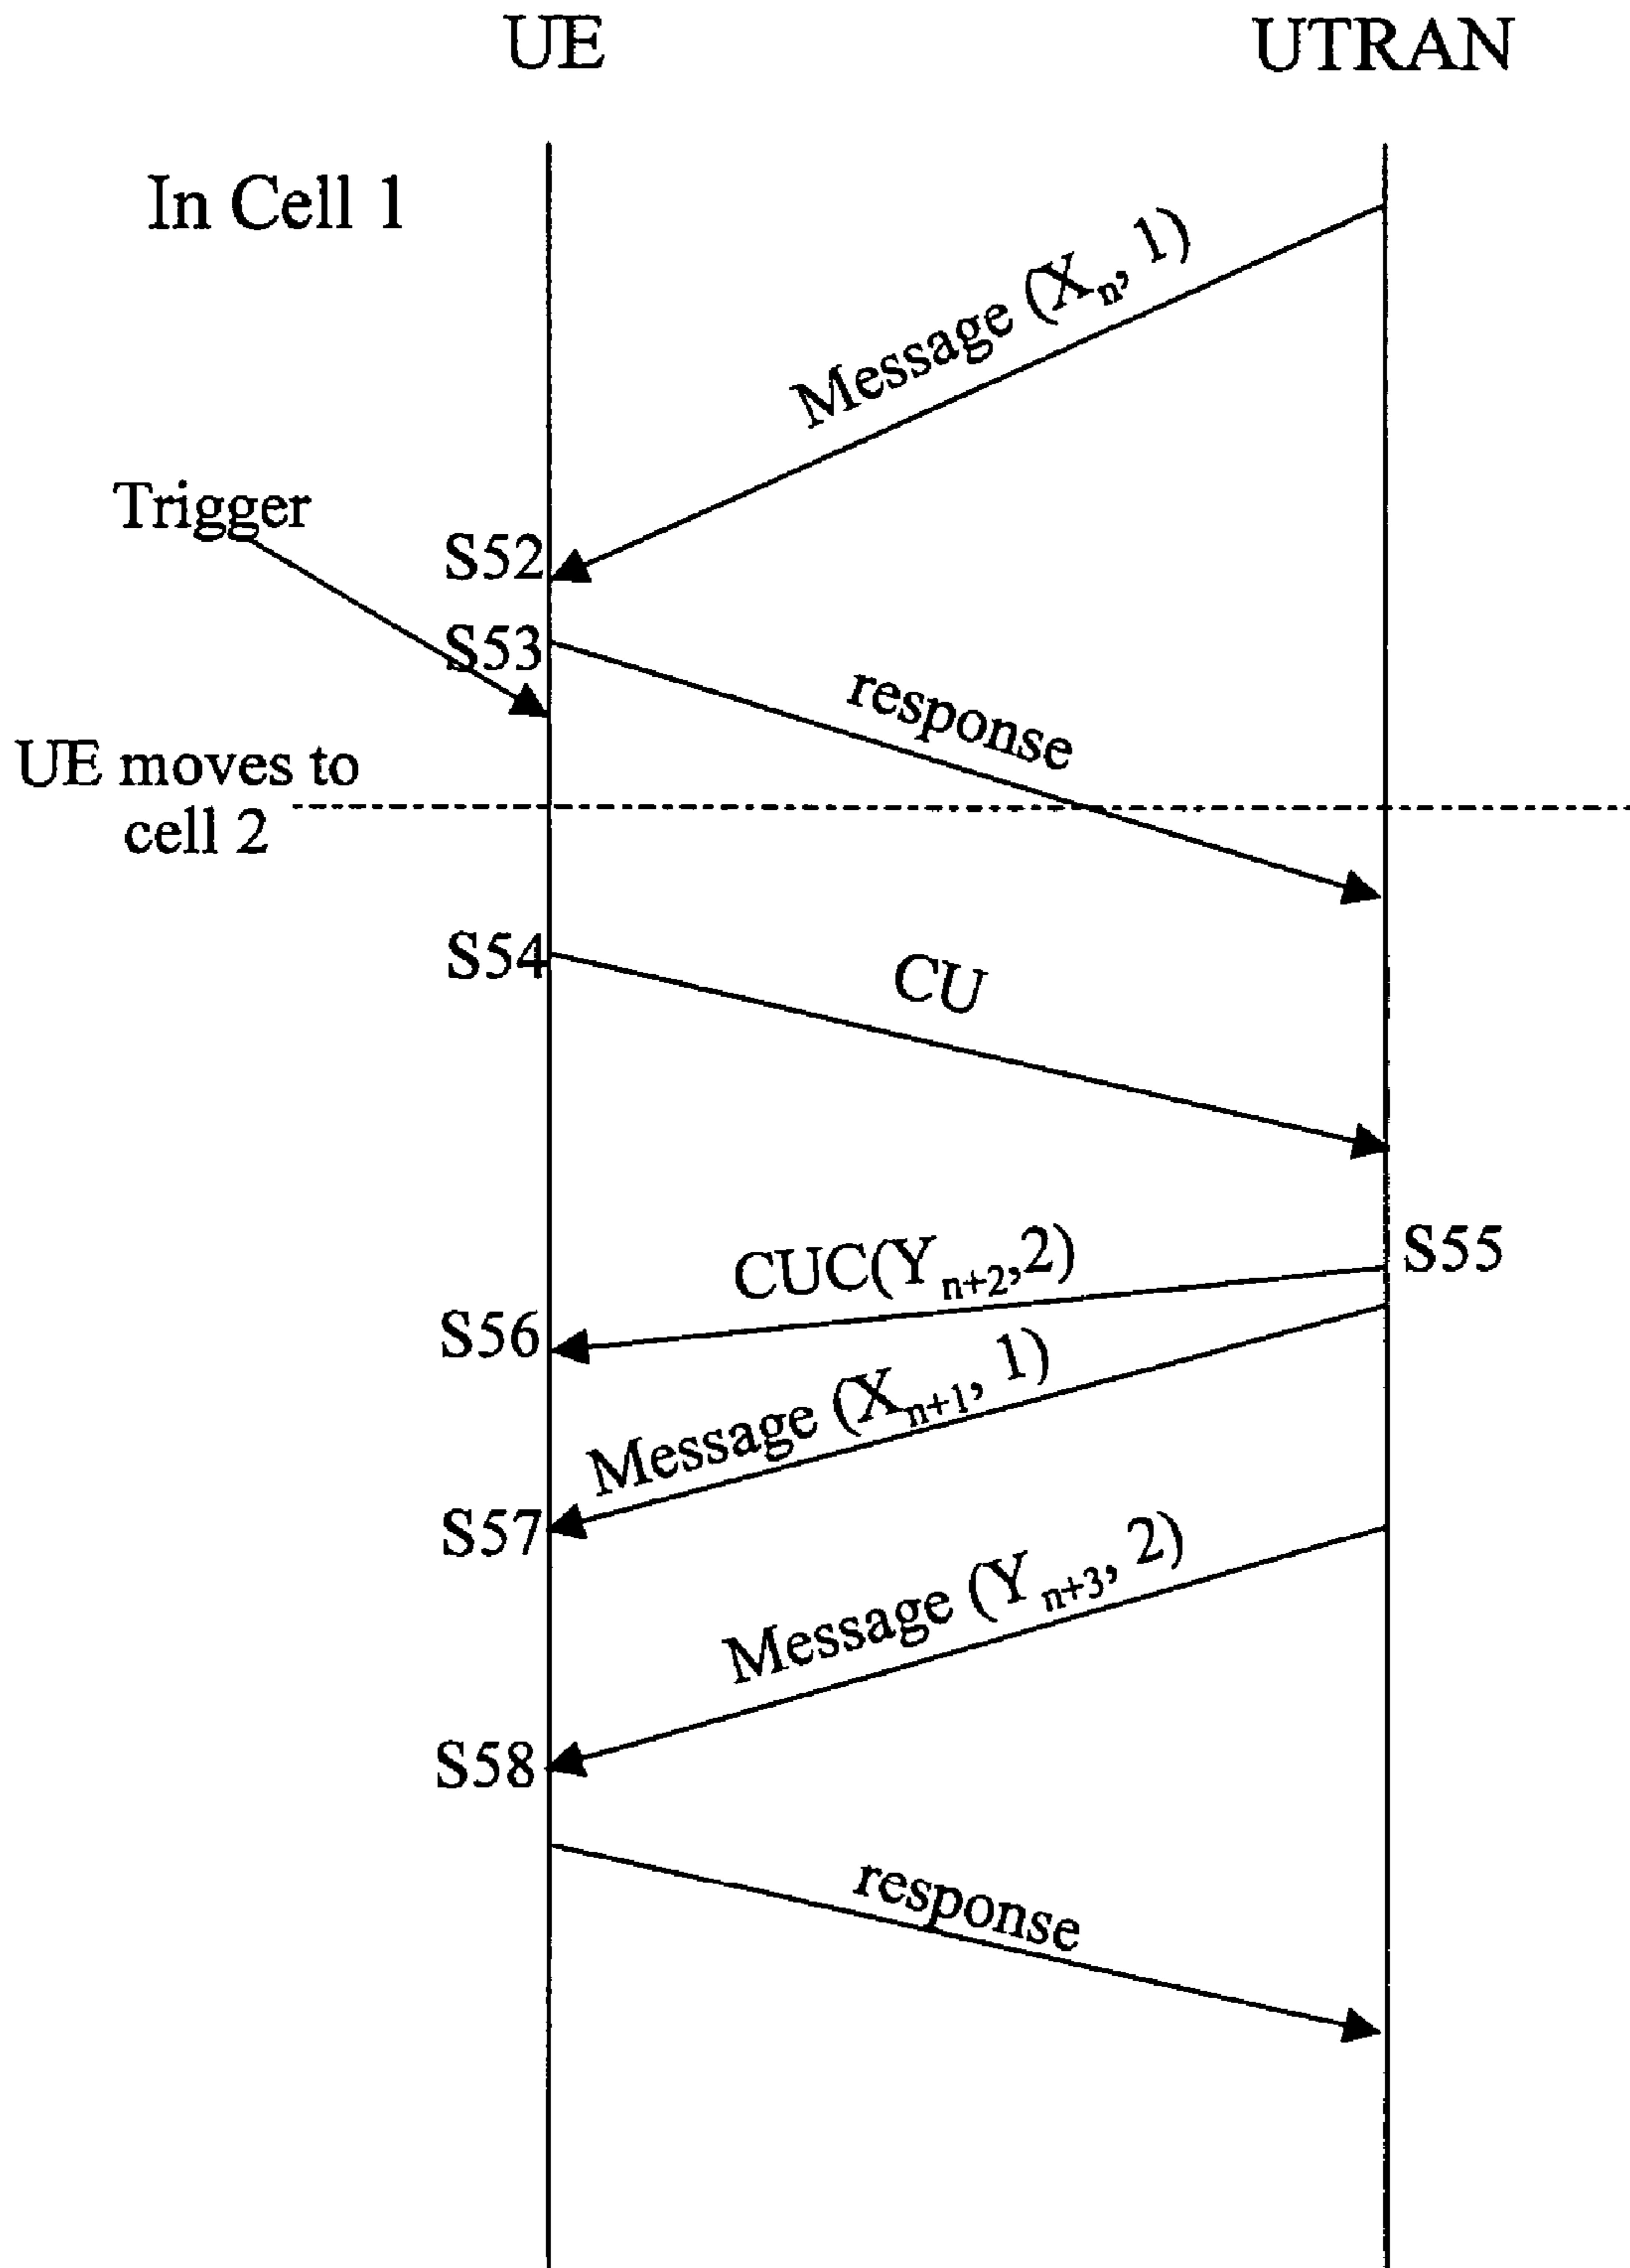 UE
UTRAN
In Cell 1
Message (Xn, 1)
Trigger
S52
S53
response
UE moves to
cell 2
S54
CU
CUC(Yn+2,2)
S55
S56
Message (Xn+1, 1)
S57
Message (Yn+3, 2)
S58
response